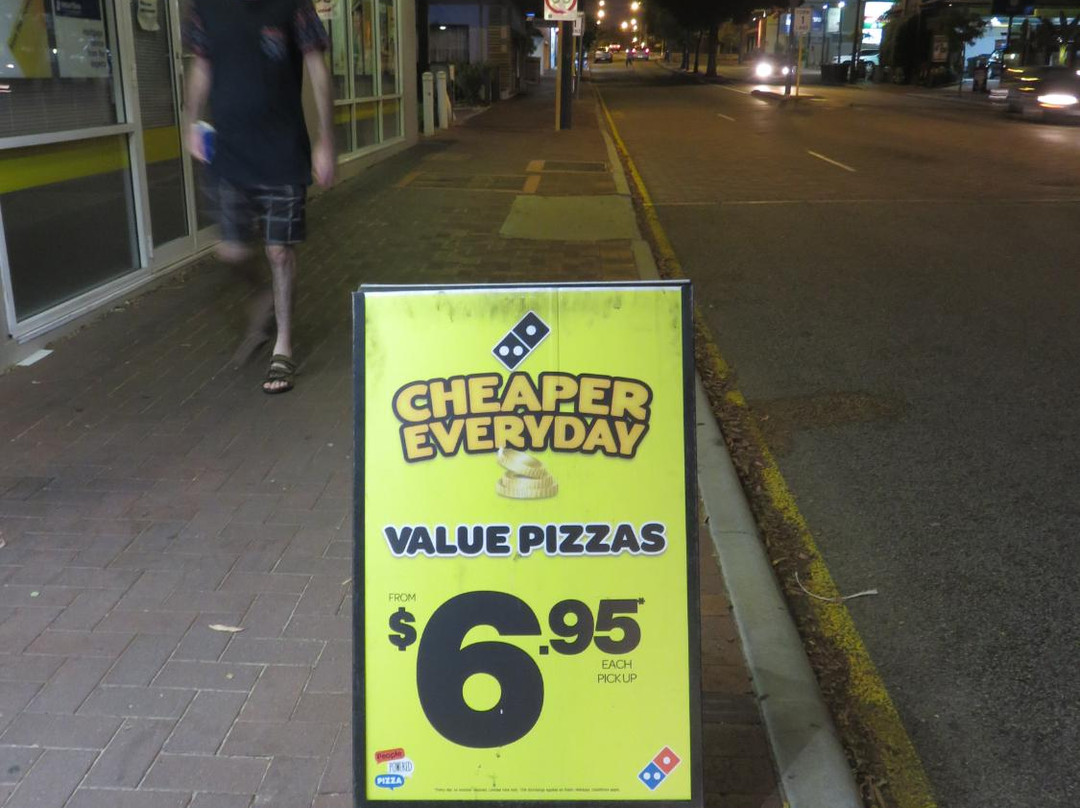 CHEAPER
EVERYDAY
VALUE PIZZAS
FROM
$6.95*
EACH
PICK UP
People
POWERED
PIZZA